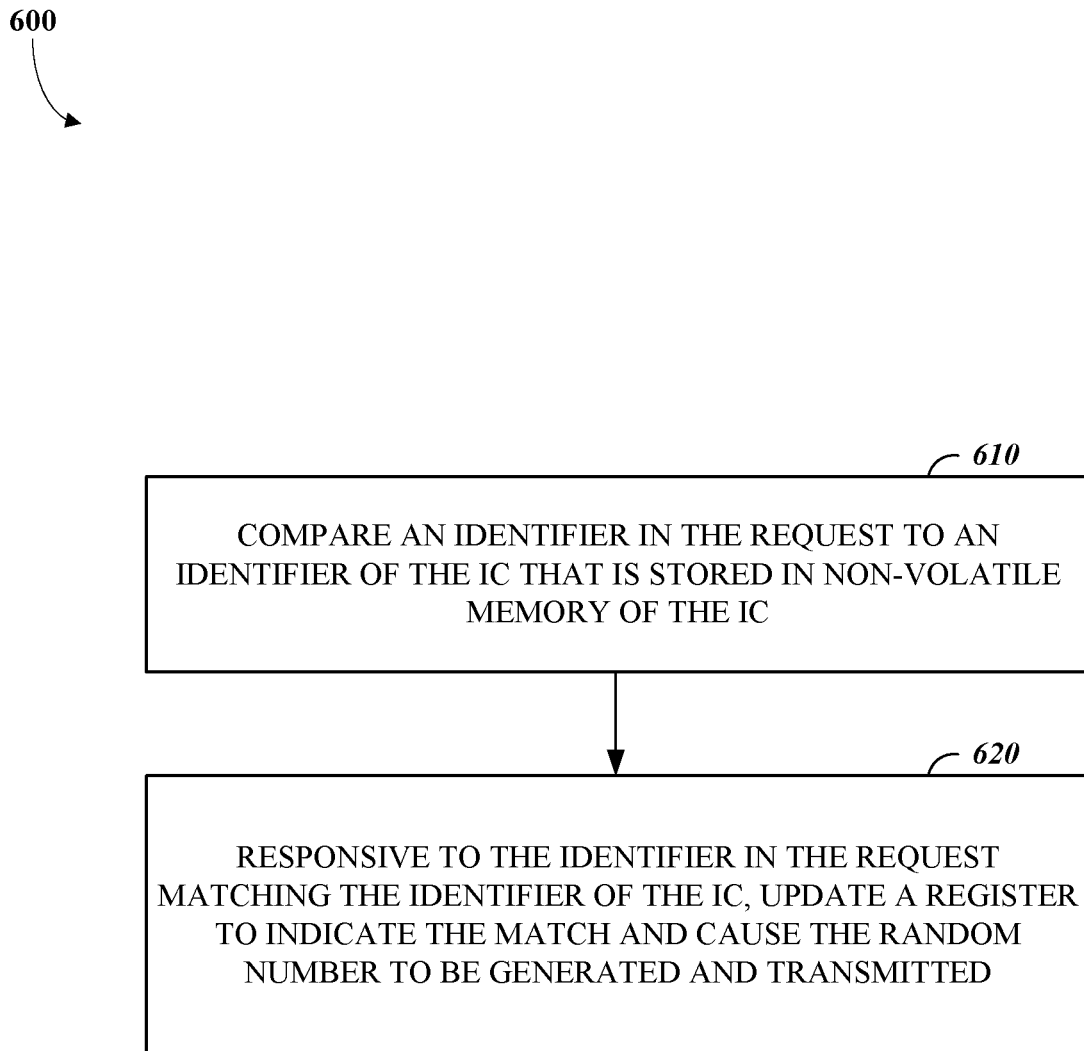 600
610
COMPARE AN IDENTIFIER IN THE REQUEST TO AN
IDENTIFIER OF THE IC THAT IS STORED IN NON-VOLATILE
MEMORY OF THE IC
620
RESPONSIVE TO THE IDENTIFIER IN THE REQUEST
MATCHING THE IDENTIFIER OF THE IC, UPDATE A REGISTER
TO INDICATE THE MATCH AND CAUSE THE RANDOM
NUMBER TO BE GENERATED AND TRANSMITTED